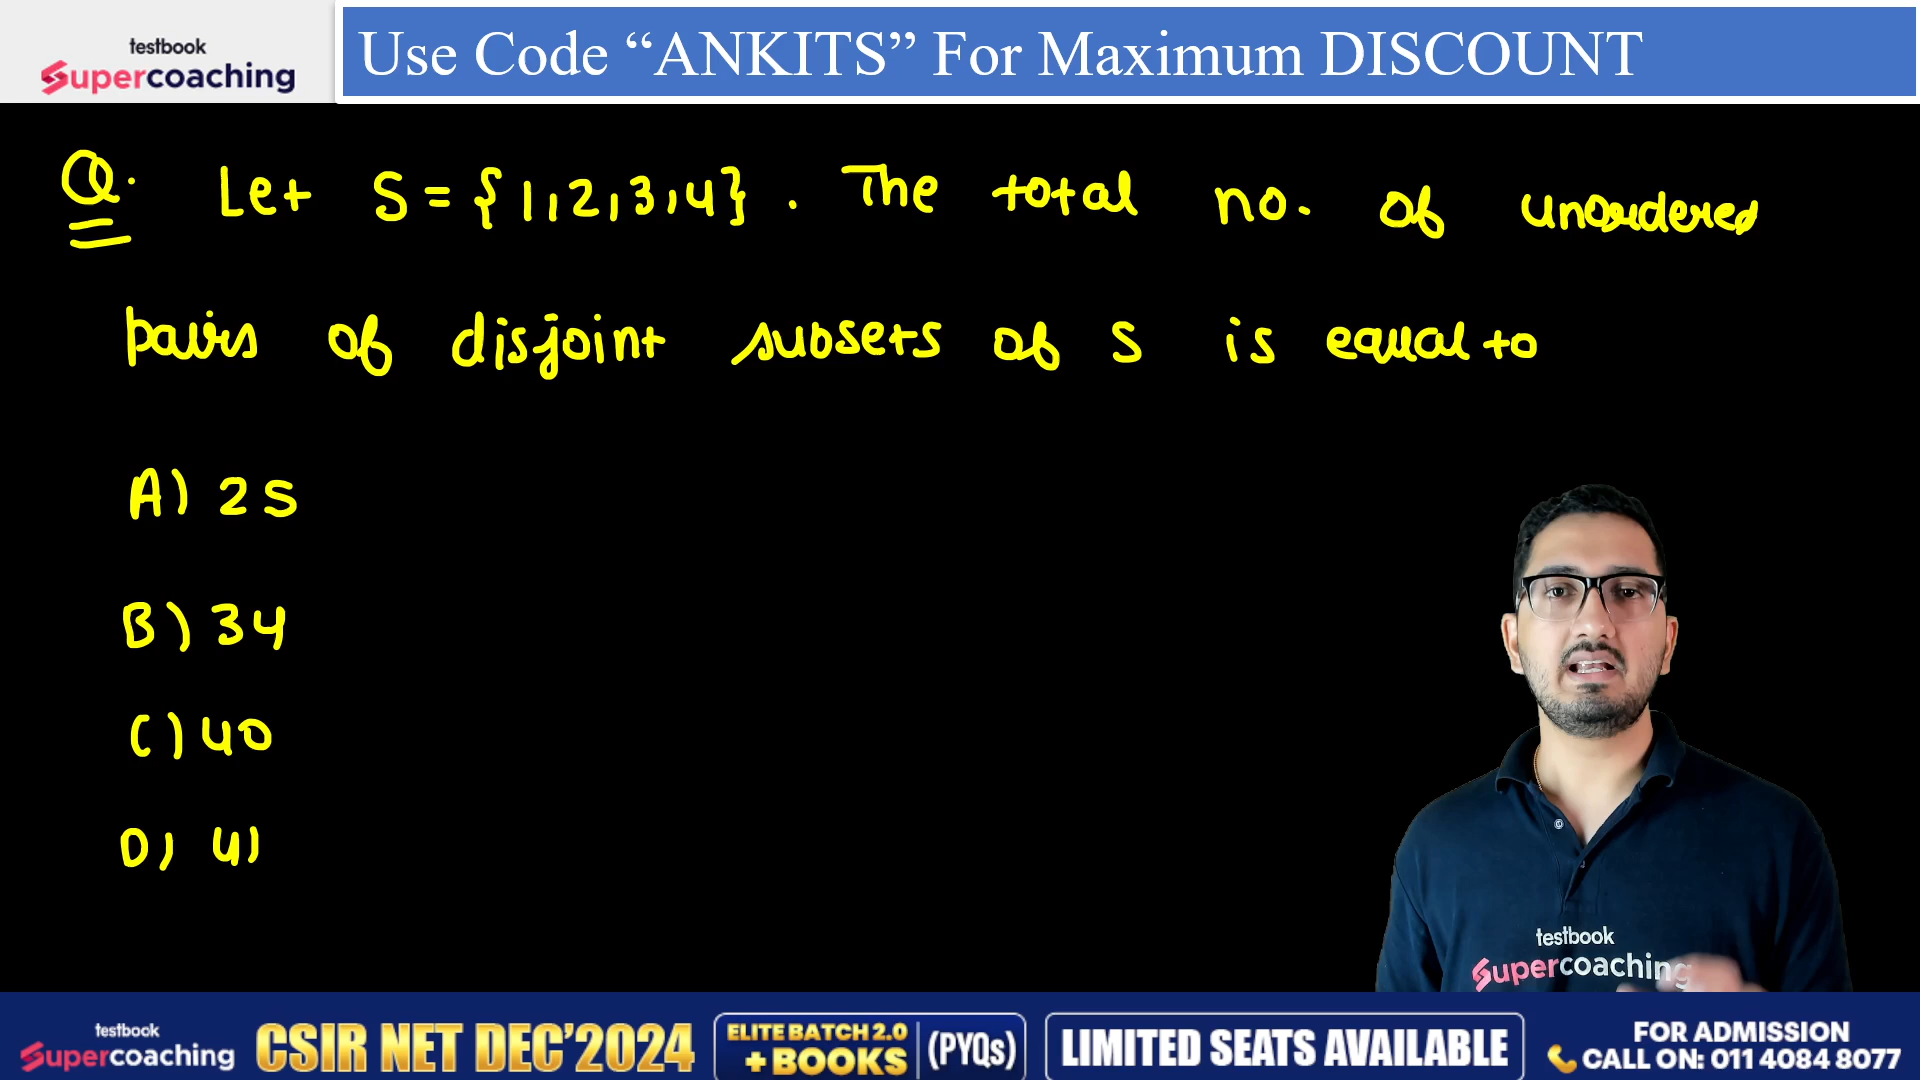 testbook
Supercoaching
Use Code “ANKITS” For Maximum DISCOUNT
Q. Let S = {1,2,3,4}. The total no. of unordered
pairs of disjoint subsets of S is equal to
A) 25
B) 34
C) 40
D) 41
testbook
Supercoaching
testbook
Supercoaching
CSIR NET DEC’2024
ELITE BATCH 2.0
+ BOOKS
(PYQs)
LIMITED SEATS AVAILABLE
FOR ADMISSION
CALL ON: 011 4084 8077